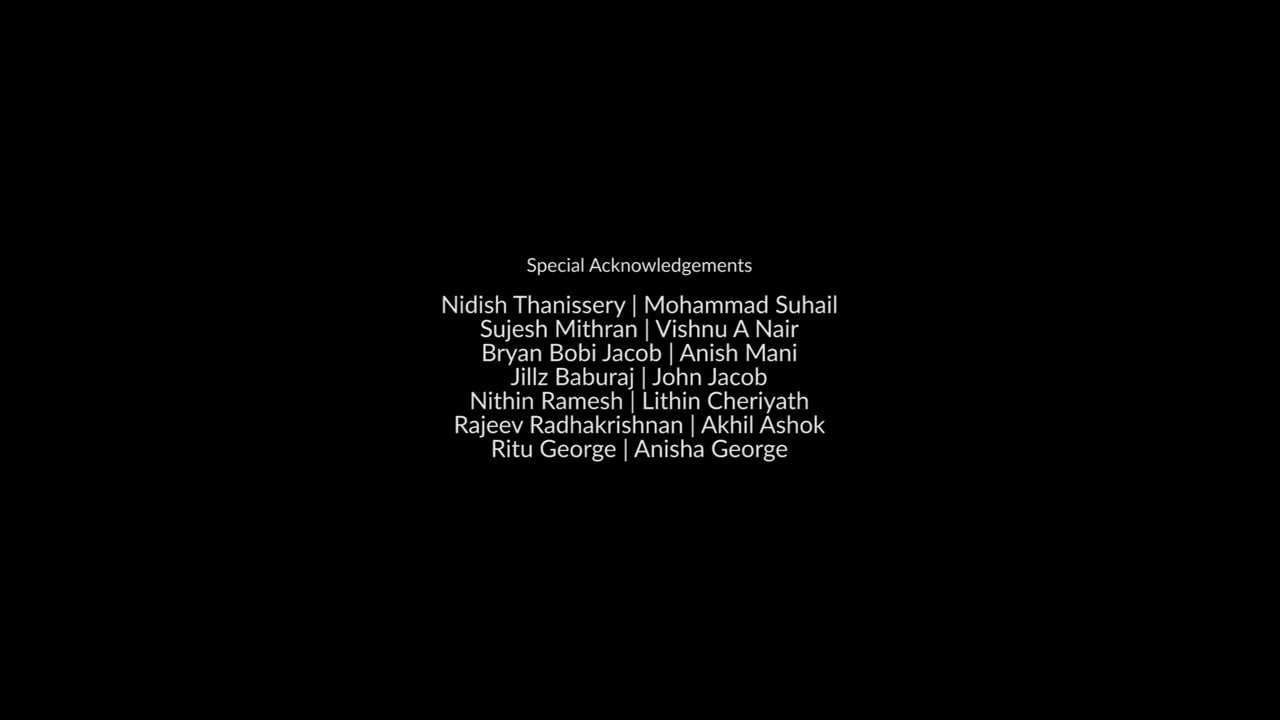 Special Acknowledgements
Nidish Thanissery | Mohammad Suhail
Sujesh Mithran | Vishnu A Nair
Bryan Bobi Jacob | Anish Mani
Jillz Baburaj | John Jacob
Nithin Ramesh | Lithin Cheriyath
Rajeev Radhakrishnan | Akhil Ashok
Ritu George | Anisha George